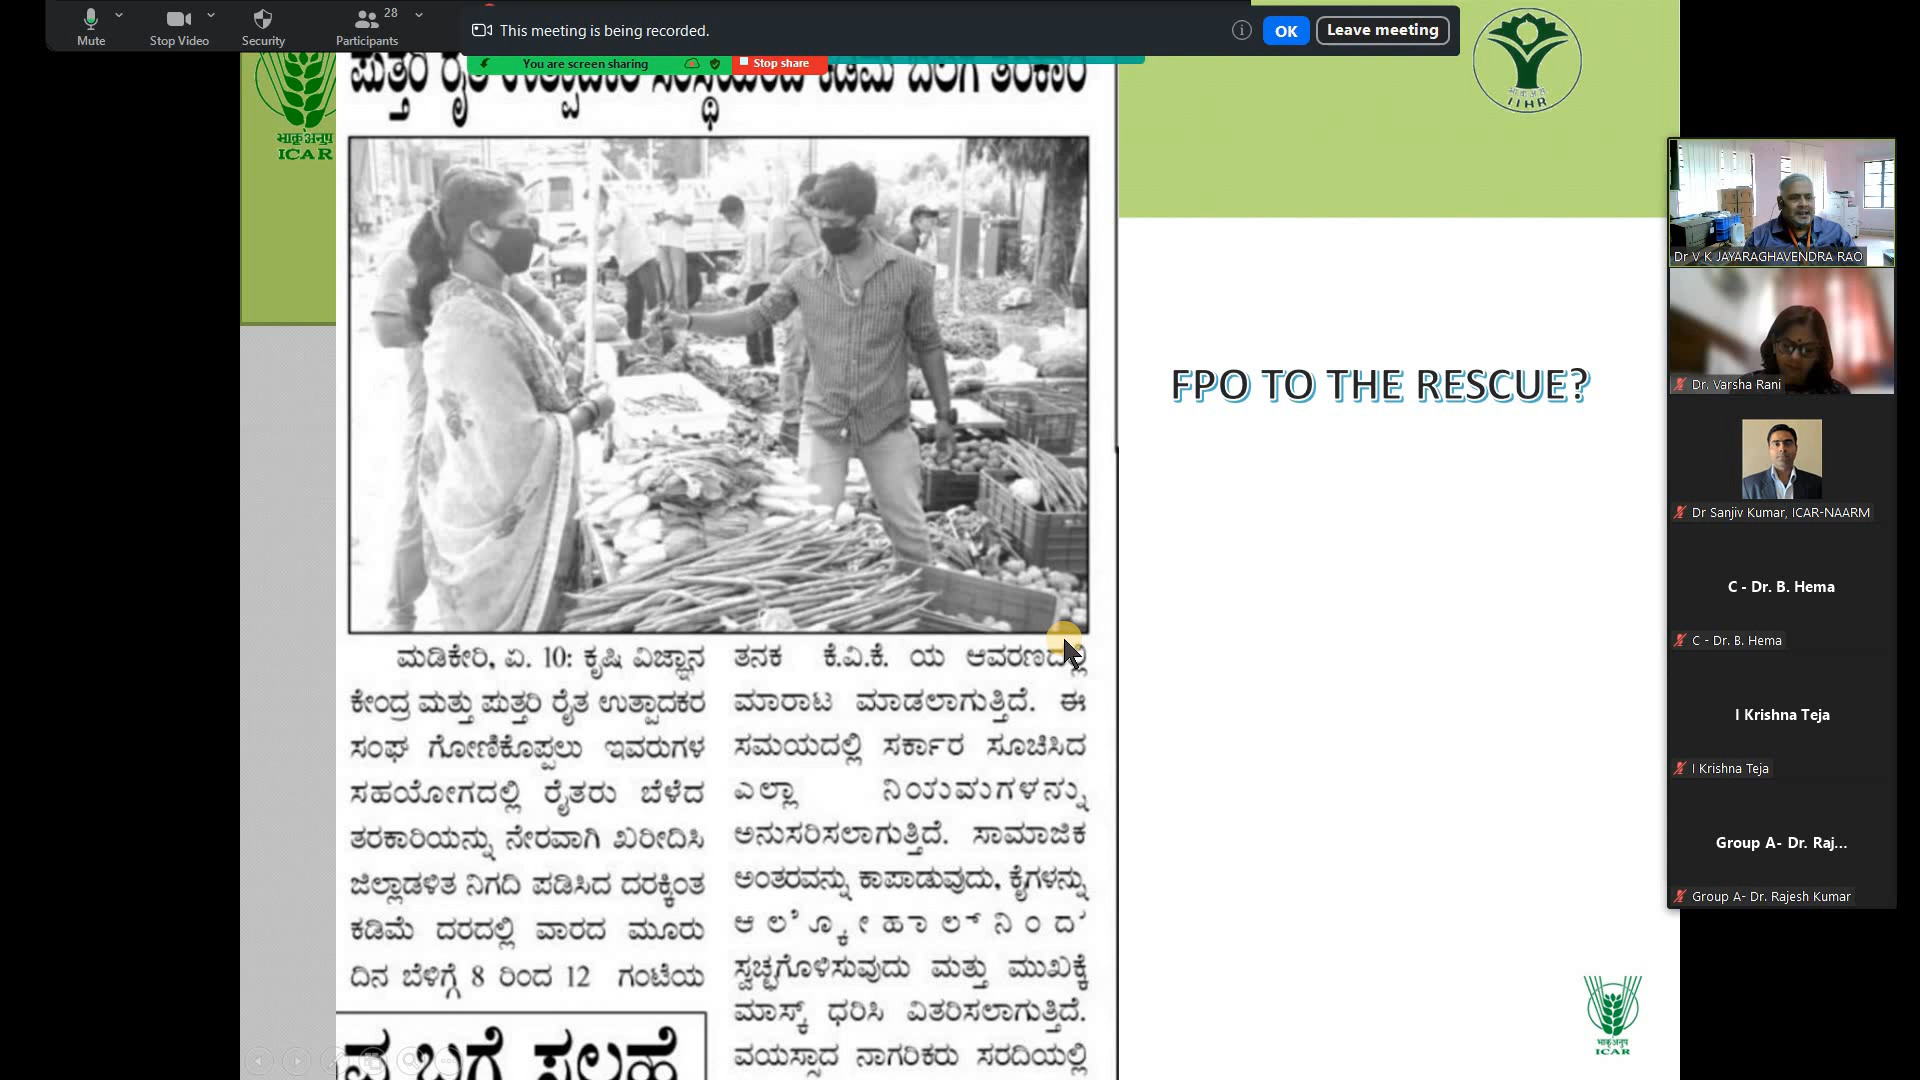 Mute
Stop Video
Security
28
Participants
This meeting is being recorded.
OK
Leave meeting
You are screen sharing
Stop share
भाकृअनुप
ICAR
IIHR
FPO TO THE RESCUE?
ಮಡಿಕೇರಿ, ಏ. 10: ಕೃಷಿ ವಿಜ್ಞಾನ
ಕೇಂದ್ರ ಮತ್ತು ಪುತ್ತರಿ ರೈತ ಉತ್ಪಾದಕರ
ಸಂಘ ಗೋಣಿಕೊಪ್ಪಲು ಇವರುಗಳ
ಸಹಯೋಗದಲ್ಲಿ ರೈತರು ಬೆಳೆದ
ತರಕಾರಿಯನ್ನು ನೇರವಾಗಿ ಖರೀದಿಸಿ
ಜಿಲ್ಲಾಡಳಿತ ನಿಗದಿ ಪಡಿಸಿದ ದರಕ್ಕಿಂತ
ಕಡಿಮೆ ದರದಲ್ಲಿ ವಾರದ ಮೂರು
ದಿನ ಬೆಳಿಗ್ಗೆ 8 ರಿಂದ 12 ಗಂಟೆಯ
ತನಕ ಕೆ.ವಿ.ಕೆ. ಯ ಆವರಣದಲ್ಲಿ
ಮಾರಾಟ ಮಾಡಲಾಗುತ್ತಿದೆ. ಈ
ಸಮಯದಲ್ಲಿ ಸರ್ಕಾರ ಸೂಚಿಸಿದ
ಎಲ್ಲಾ ನಿಯಮಗಳನ್ನು
ಅನುಸರಿಸಲಾಗುತ್ತಿದೆ. ಸಾಮಾಜಿಕ
ಅಂತರವನ್ನು ಕಾಪಾಡುವುದು, ಕೈಗಳನ್ನು
ಆಲ್ಕೋಹಾಲ್‌ನಿಂದ
ಸ್ವಚ್ಛಗೊಳಿಸುವುದು ಮತ್ತು ಮುಖಕ್ಕೆ
ಮಾಸ್ಕ್ ಧರಿಸಿ ವಿತರಿಸಲಾಗುತ್ತಿದೆ.
ವಯಸ್ಸಾದ ನಾಗರಿಕರು ಸರದಿಯಲ್ಲಿ
ಬಗ್ಗೆ ಸಲಹೆ
भाकृअनुप
ICAR
Dr V K JAYARAGHAVENDRA RAO
Dr. Varsha Rani
Dr Sanjiv Kumar, ICAR-NAARM
C - Dr. B. Hema
C - Dr. B. Hema
I Krishna Teja
I Krishna Teja
Group A- Dr. Raj...
Group A- Dr. Rajesh Kumar